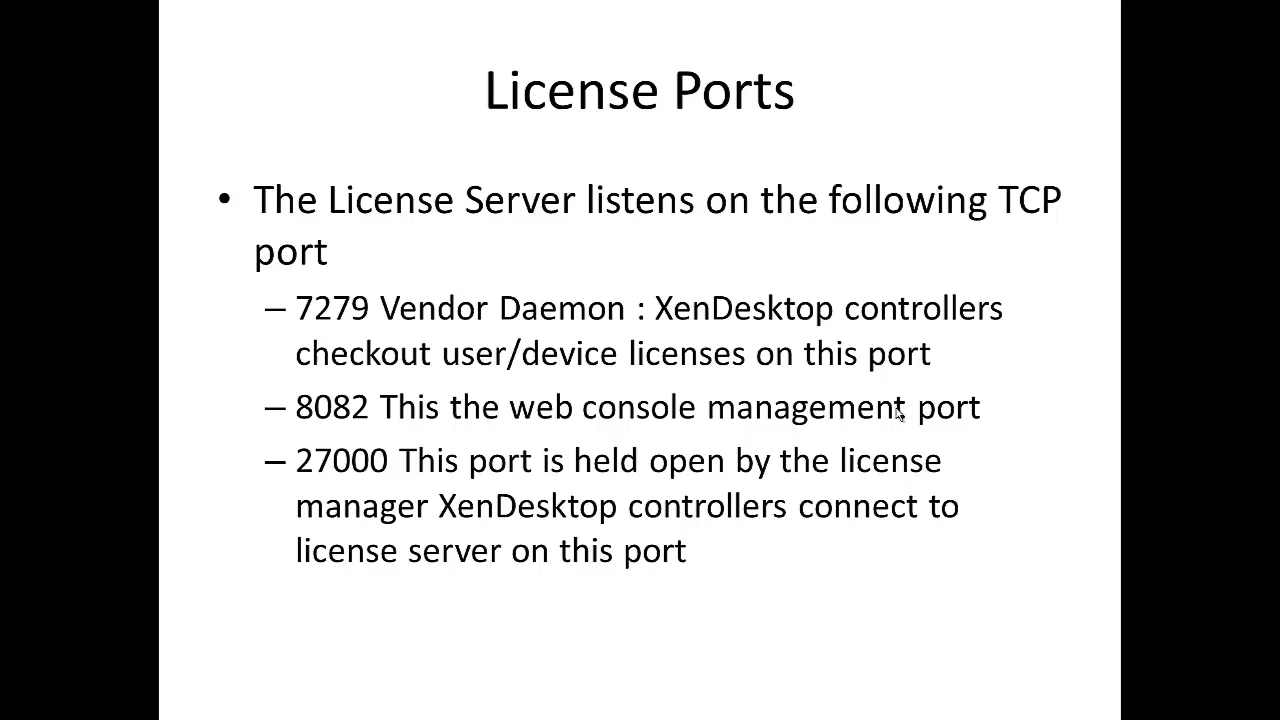 License Ports
• The License Server listens on the following TCP
port
– 7279 Vendor Daemon : XenDesktop controllers
checkout user/device licenses on this port
– 8082 This the web console management port
– 27000 This port is held open by the license
manager XenDesktop controllers connect to
license server on this port